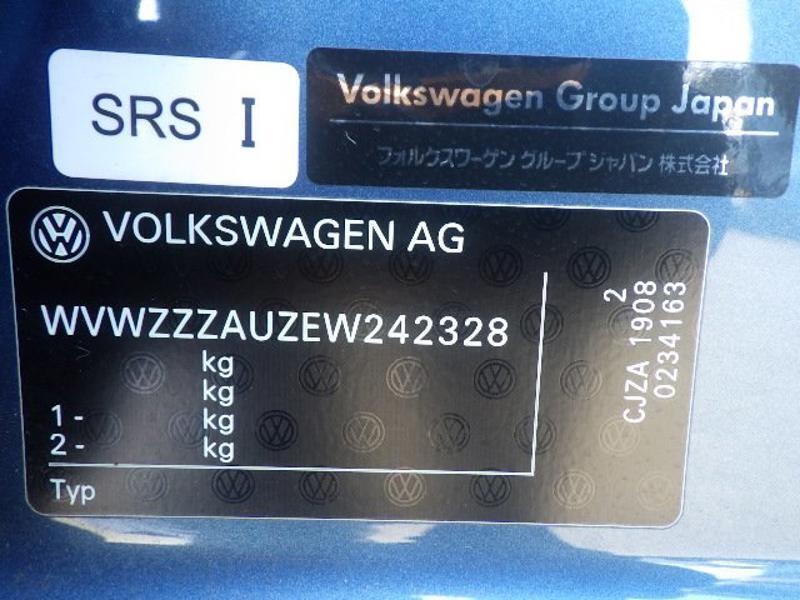 SRS I
Volkswagen Group Japan
フォルクスワーゲン グループ ジャパン 株式会社
VOLKSWAGEN AG
WVWZZZAUZEW242328
kg
kg
1 - kg
2 - kg
Typ
2
CJZA 1908
0234163